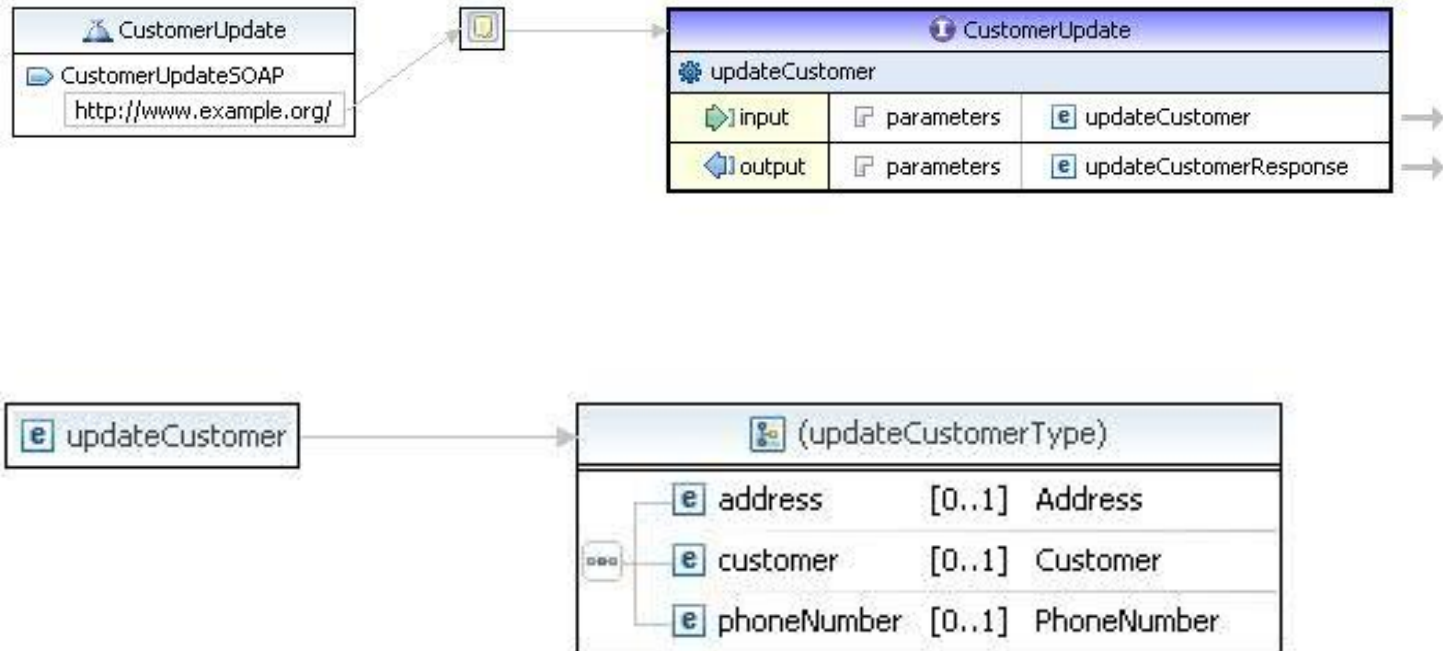 CustomerUpdate
CustomerUpdateSOAP
http://www.example.org/
I CustomerUpdate
updateCustomer
input parameters e updateCustomer
output parameters e updateCustomerResponse
e updateCustomer
(updateCustomerType)
e address [0..1] Address
e customer [0..1] Customer
e phoneNumber [0..1] PhoneNumber